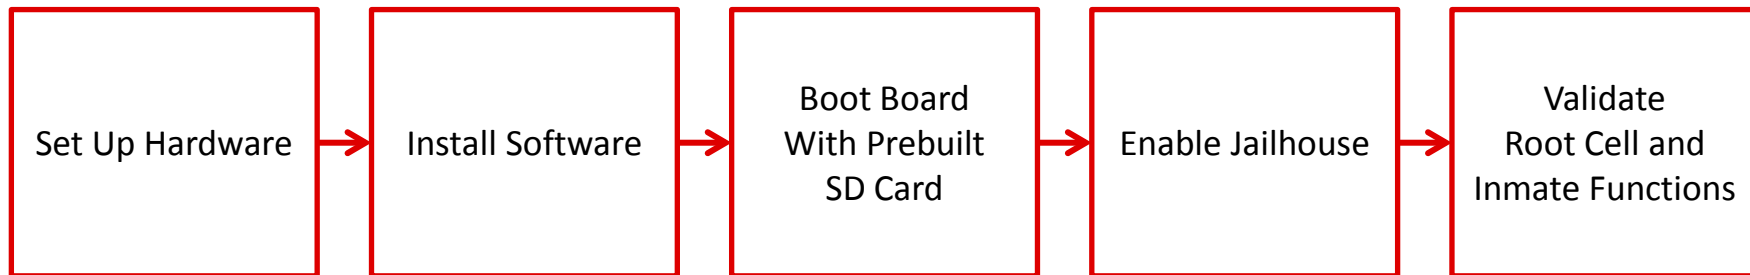 Set Up Hardware
Install Software
Boot Board
With Prebuilt
SD Card
Enable Jailhouse
Validate
Root Cell and
Inmate Functions